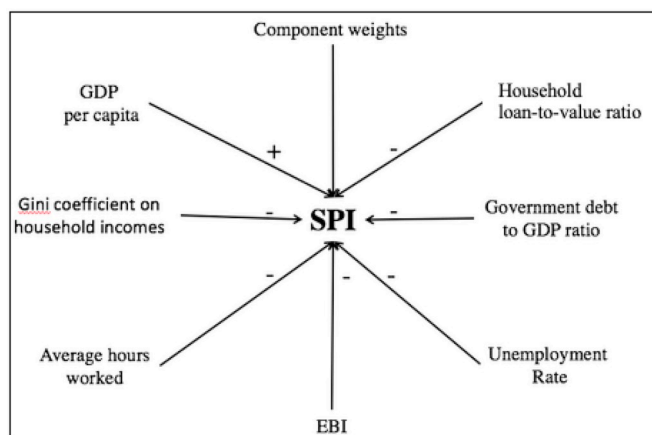 Component weights
GDP
per capita
Household
loan-to-value ratio
+
-
Gini coefficient on
household incomes
-
SPI
-
Government debt
to GDP ratio
-
-
-
Average hours
worked
Unemployment
Rate
EBI